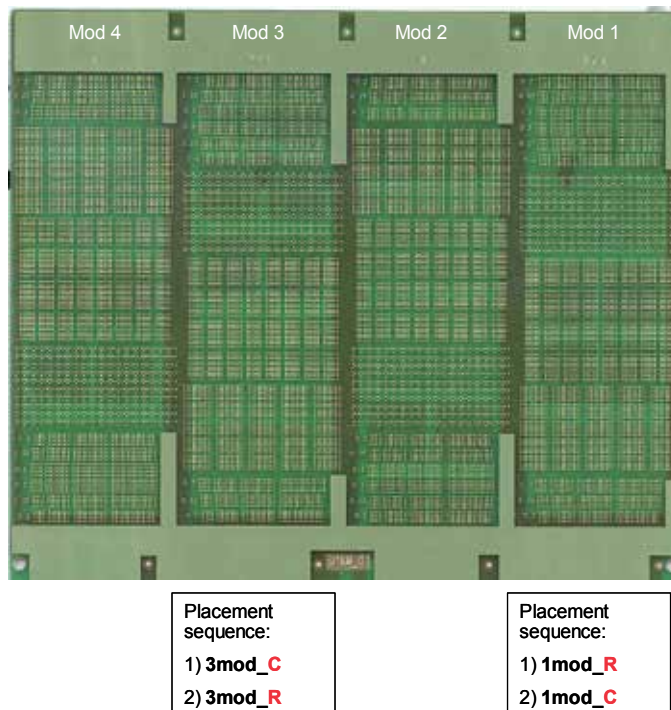 Mod 4 Mod 3 Mod 2 Mod 1
Placement
sequence:
1) 3mod_C
2) 3mod_R
Placement
sequence:
1) 1mod_R
2) 1mod_C